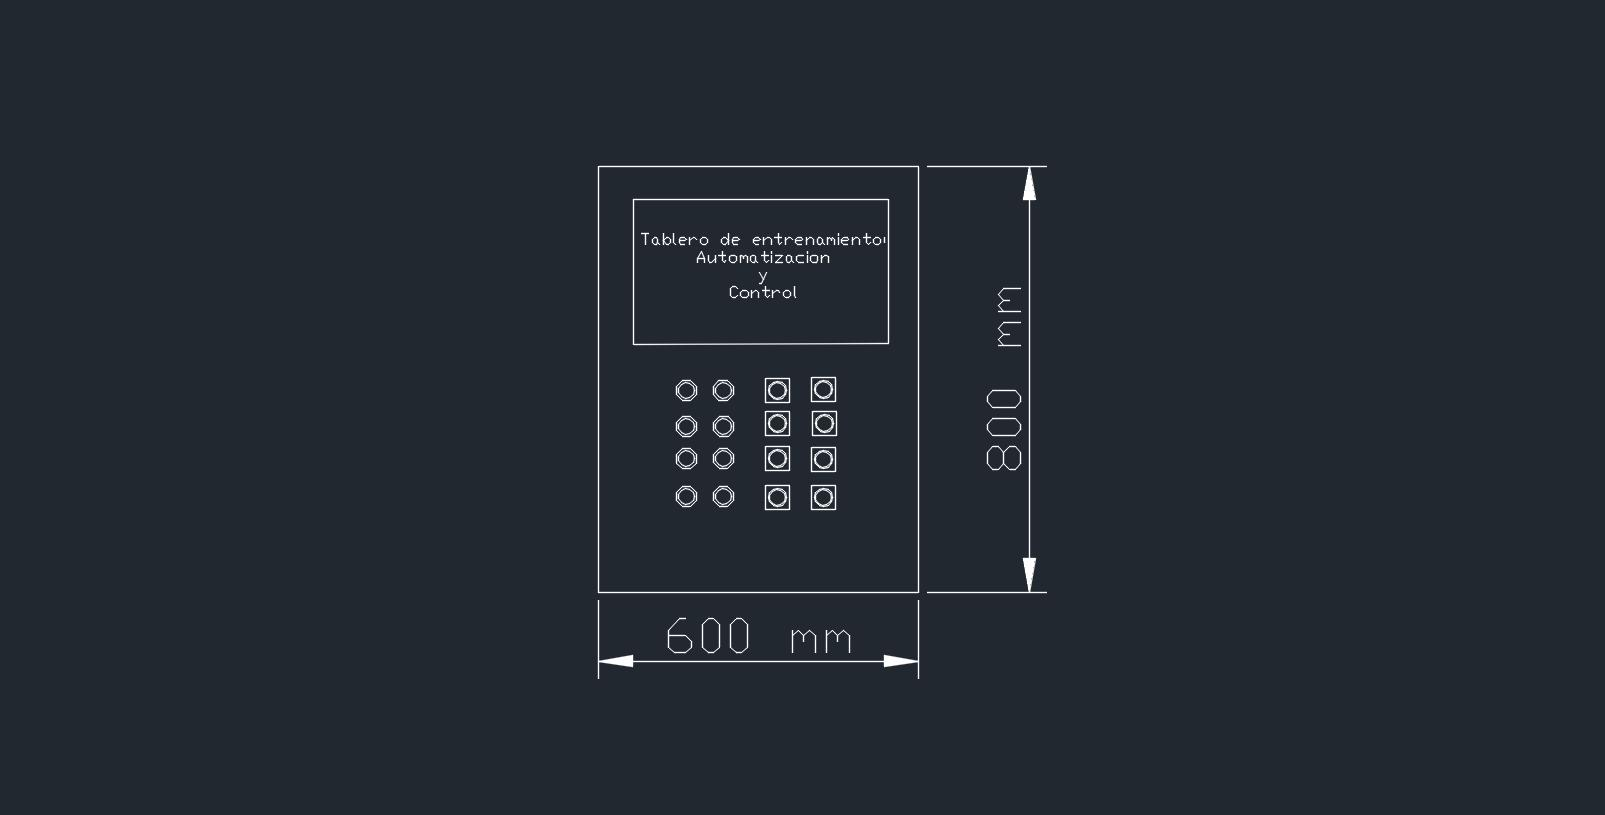 Tablero de entrenamiento
Automatizacion
y
Control
800 mm
600 mm